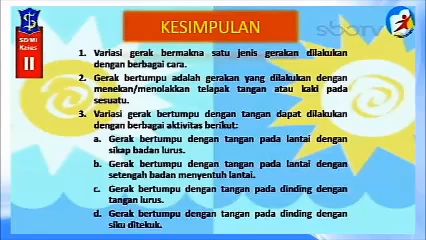 KESIMPULAN
SD/MI
Kelas
II
1. Variasi gerak bermakna satu jenis gerakan dilakukan
dengan berbagai cara.
2. Gerak bertumpu adalah gerakan yang dilakukan dengan
menekan/menolakkan telapak tangan atau kaki pada
sesuatu.
3. Variasi gerak bertumpu dengan tangan dapat dilakukan
dengan berbagai aktivitas berikut:
a. Gerak bertumpu dengan tangan pada lantai dengan
sikap badan lurus.
b. Gerak bertumpu dengan tangan pada lantai dengan
setengah badan menyentuh lantai.
c. Gerak bertumpu dengan tangan pada dinding dengan
tangan lurus.
d. Gerak bertumpu dengan tangan pada dinding dengan
siku ditekuk.